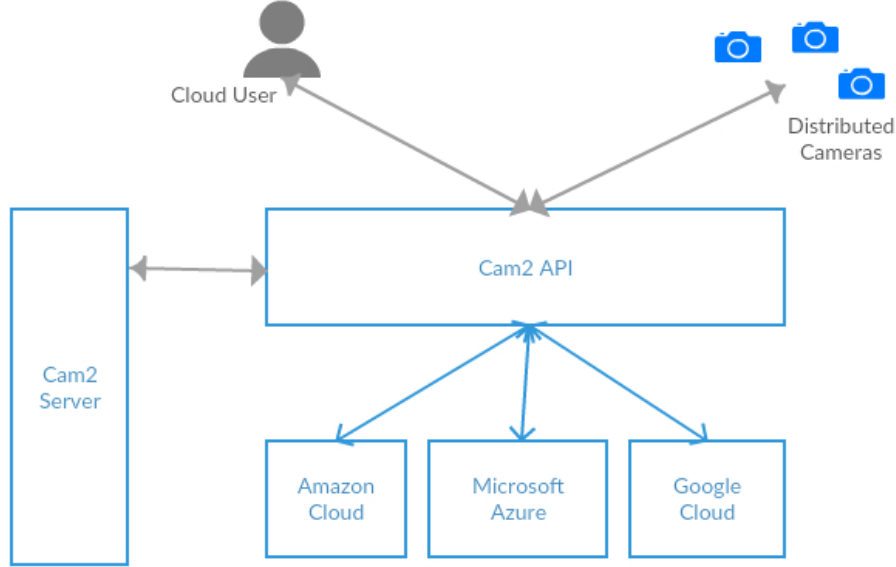 Cloud User
Distributed
Cameras
Cam2 API
Cam2
Server
Amazon
Cloud
Microsoft
Azure
Google
Cloud